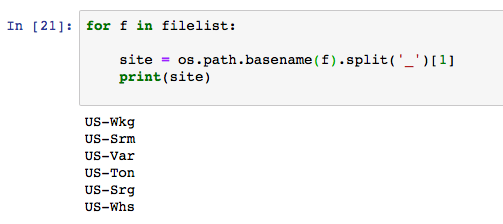 In [21]: for f in filelist:
site = os.path.basename(f).split('_')[1]
print(site)
US-Wkg
US-Srm
US-Var
US-Ton
US-Srg
US-Whs